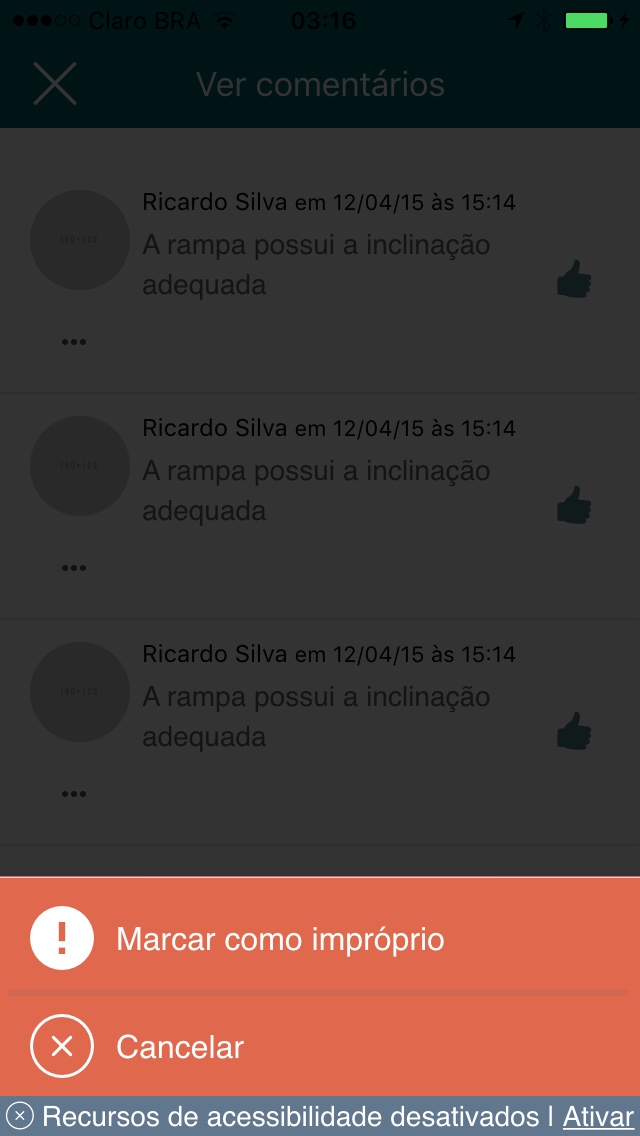 Claro BRA 03:16
Ver comentários
Ricardo Silva em 12/04/15 às 15:14
A rampa possui a inclinação
adequada
•••
Ricardo Silva em 12/04/15 às 15:14
A rampa possui a inclinação
adequada
•••
Ricardo Silva em 12/04/15 às 15:14
A rampa possui a inclinação
adequada
•••
! Marcar como impróprio
Cancelar
Recursos de acessibilidade desativados | Ativar